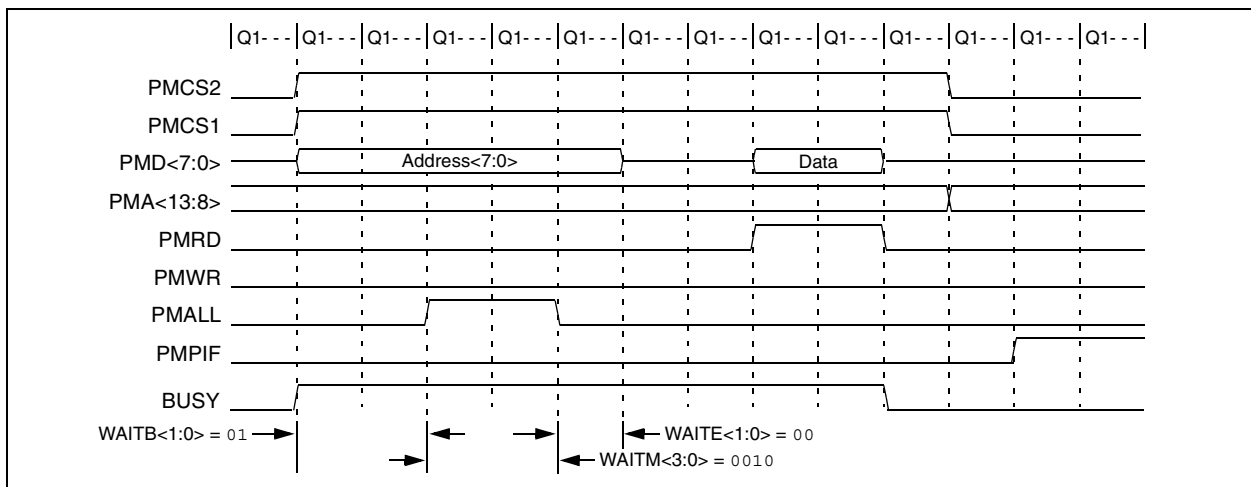 Q1- - - Q1- - - Q1- - - Q1- - - Q1- - - Q1- - - Q1- - - Q1- - - Q1- - - Q1- - - Q1- - - Q1- - - Q1- - - Q1- - -
PMCS2
PMCS1
PMD<7:0> Address<7:0> Data
PMA<13:8>
PMRD
PMWR
PMALL
PMPIF
BUSY
WAITB<1:0> = 01 WAITE<1:0> = 00
WAITM<3:0> = 0010